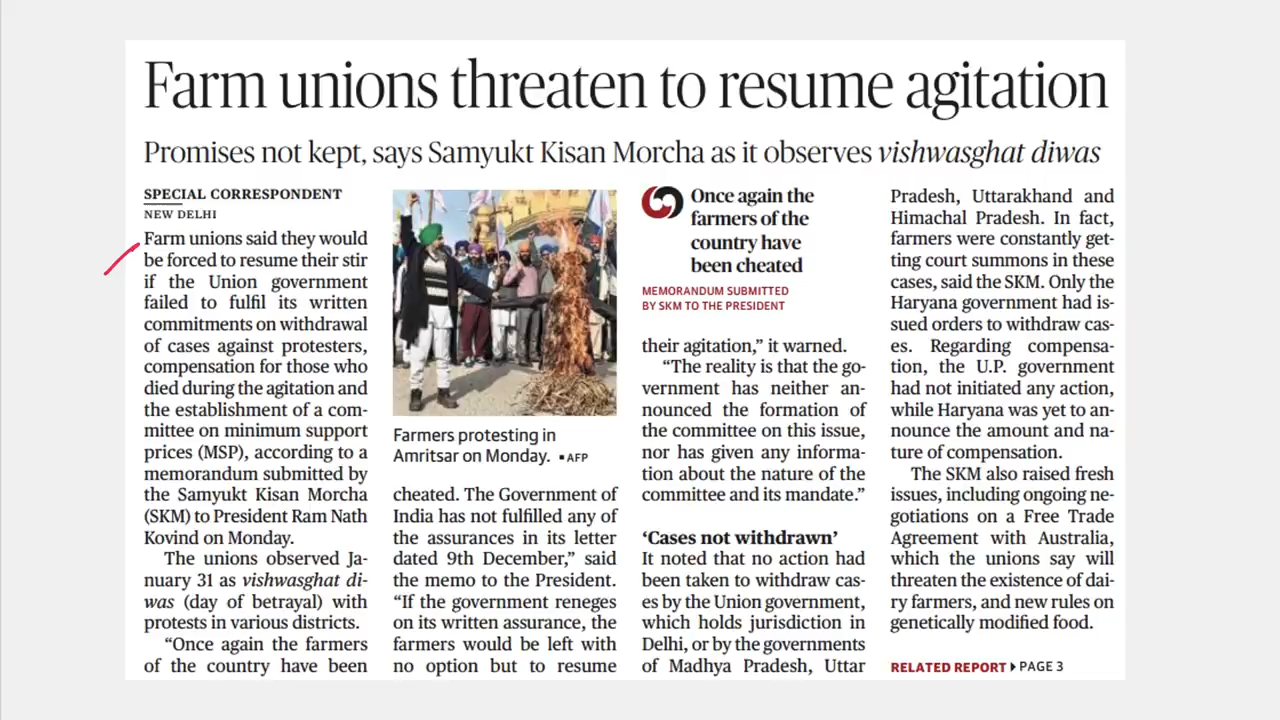 Farm unions threaten to resume agitation
Promises not kept, says Samyukt Kisan Morcha as it observes vishwasghat diwas
SPECIAL CORRESPONDENT
NEW DELHI
Farm unions said they would
be forced to resume their stir
if the Union government
failed to fulfil its written
commitments on withdrawal
of cases against protesters,
compensation for those who
died during the agitation and
the establishment of a com-
mittee on minimum support
prices (MSP), according to a
memorandum submitted by
the Samyukt Kisan Morcha
(SKM) to President Ram Nath
Kovind on Monday.
The unions observed Ja-
nuary 31 as vishwasghat di-
was (day of betrayal) with
protests in various districts.
“Once again the farmers
of the country have been
Farmers protesting in
Amritsar on Monday. ▪AFP
cheated. The Government of
India has not fulfilled any of
the assurances in its letter
dated 9th December,” said
the memo to the President.
“If the government reneges
on its written assurance, the
farmers would be left with
no option but to resume
Once again the
farmers of the
country have
been cheated
MEMORANDUM SUBMITTED
BY SKM TO THE PRESIDENT
their agitation,” it warned.
“The reality is that the go-
vernment has neither an-
nounced the formation of
the committee on this issue,
nor has given any informa-
tion about the nature of the
committee and its mandate.”
‘Cases not withdrawn’
It noted that no action had
been taken to withdraw cas-
es by the Union government,
which holds jurisdiction in
Delhi, or by the governments
of Madhya Pradesh, Uttar
Pradesh, Uttarakhand and
Himachal Pradesh. In fact,
farmers were constantly get-
ting court summons in these
cases, said the SKM. Only the
Haryana government had is-
sued orders to withdraw cas-
es. Regarding compensa-
tion, the U.P. government
had not initiated any action,
while Haryana was yet to an-
nounce the amount and na-
ture of compensation.
The SKM also raised fresh
issues, including ongoing ne-
gotiations on a Free Trade
Agreement with Australia,
which the unions say will
threaten the existence of dai-
ry farmers, and new rules on
genetically modified food.
RELATED REPORT ▸ PAGE 3